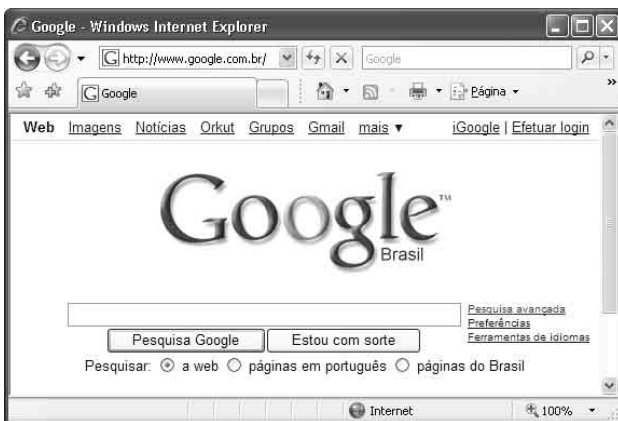 Google - Windows Internet Explorer
http://www.google.com.br/ Google
Google Página »
Web Imagens Notícias Orkut Grupos Gmail mais ▼ iGoogle | Efetuar login
Google™
Brasil
Pesquisa avançada
Preferências
Ferramentas de idiomas
Pesquisa Google Estou com sorte
Pesquisar: a web páginas em português páginas do Brasil
Internet 100%